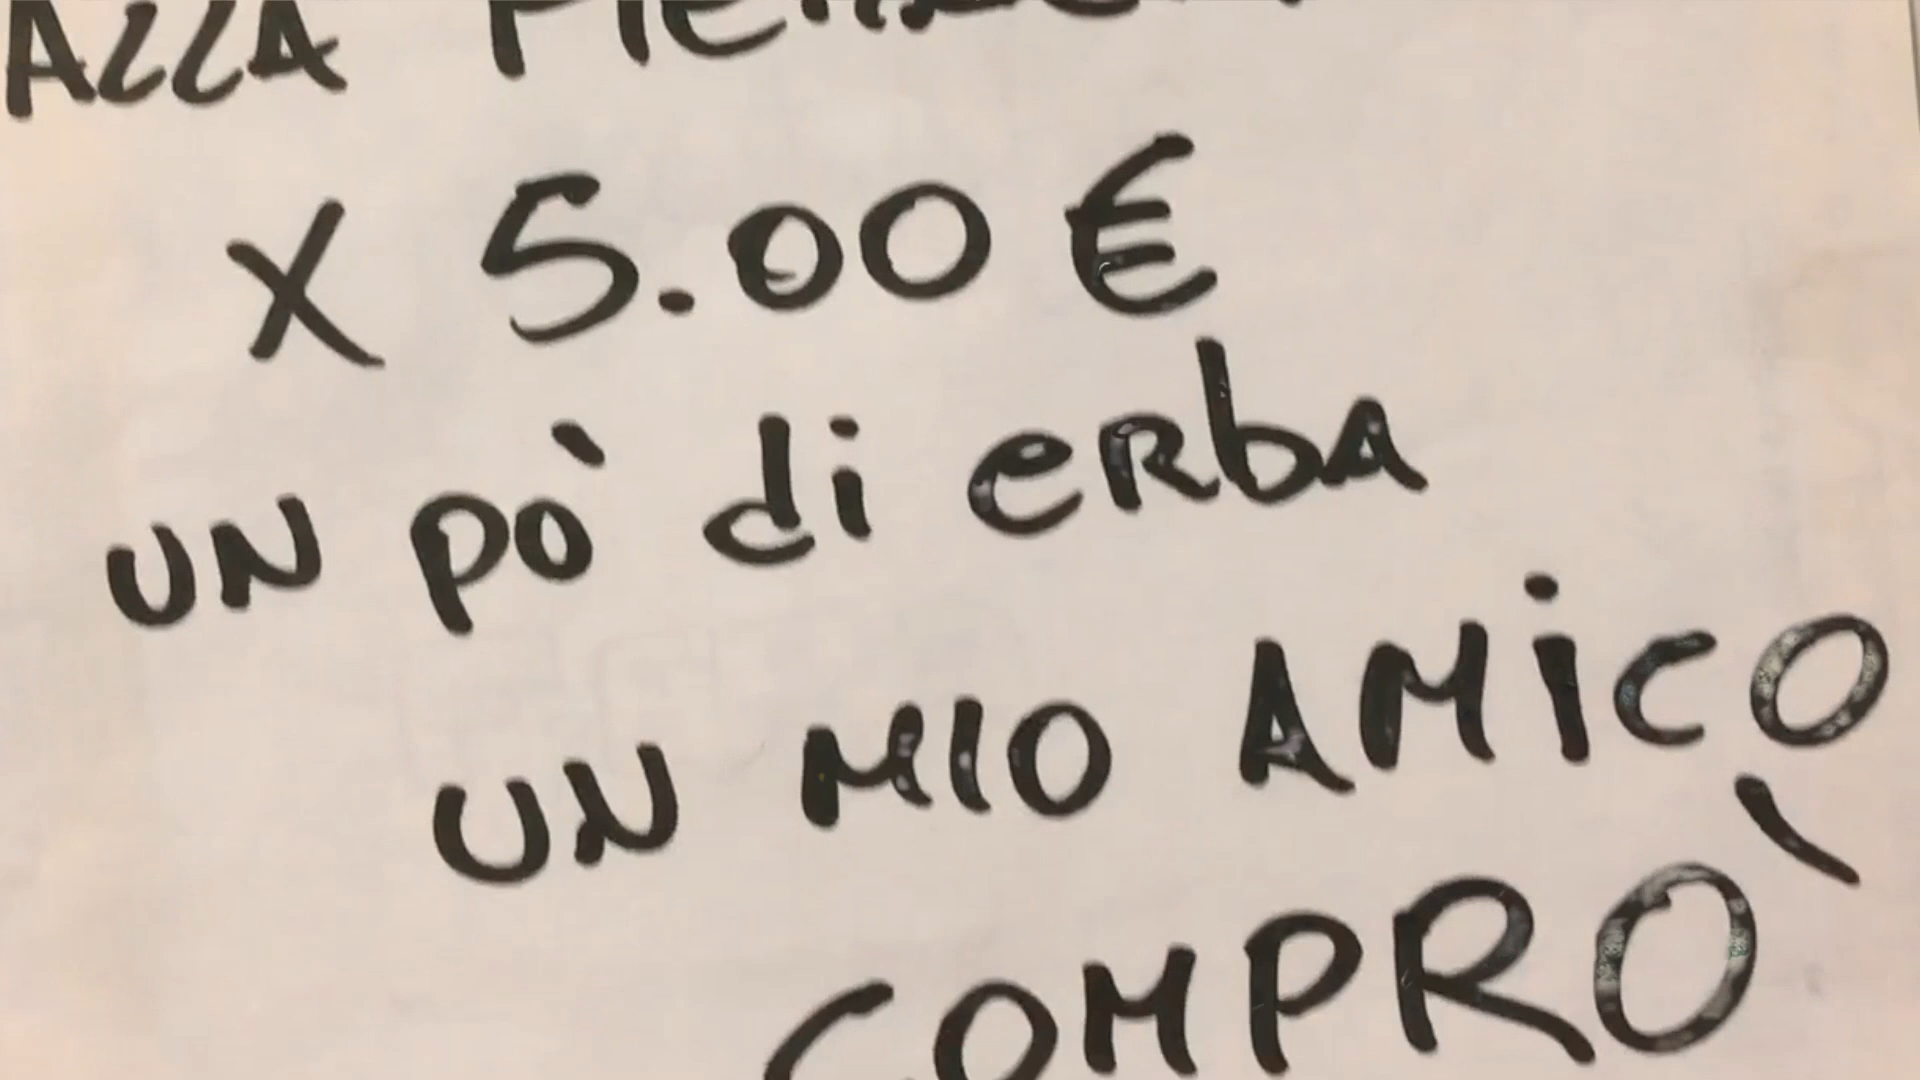 ALLA
X 5.00 €
UN pò di eRbA
UN MIO AMiCO
COMPRÒ